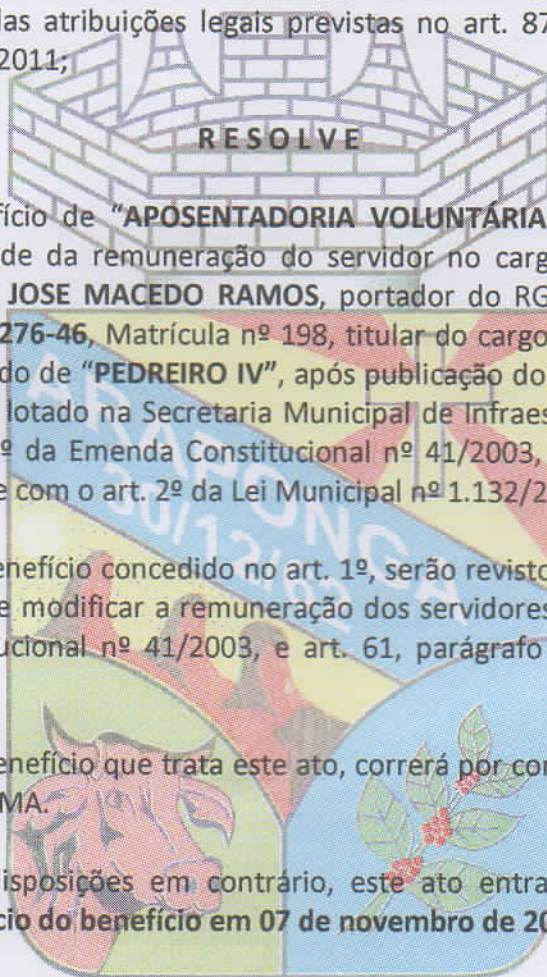 das atribuições legais previstas no art. 87
2011;
RESOLVE
fício de "APOSENTADORIA VOLUNTÁRIA
de da remuneração do servidor no carg
JOSE MACEDO RAMOS, portador do RG
276-46, Matrícula nº 198, titular do cargo
do de "PEDREIRO IV", após publicação do
lotado na Secretaria Municipal de Infraes
º da Emenda Constitucional nº 41/2003,
e com o art. 2º da Lei Municipal nº 1.132/2
enefício concedido no art. 1º, serão revisto
e modificar a remuneração dos servidores
ucional nº 41/2003, e art. 61, parágrafo
enefício que trata este ato, correrá por con
MA.
disposições em contrário, este ato entra
cio do benefício em 07 de novembro de 20
ARAPONGA
30/12/62